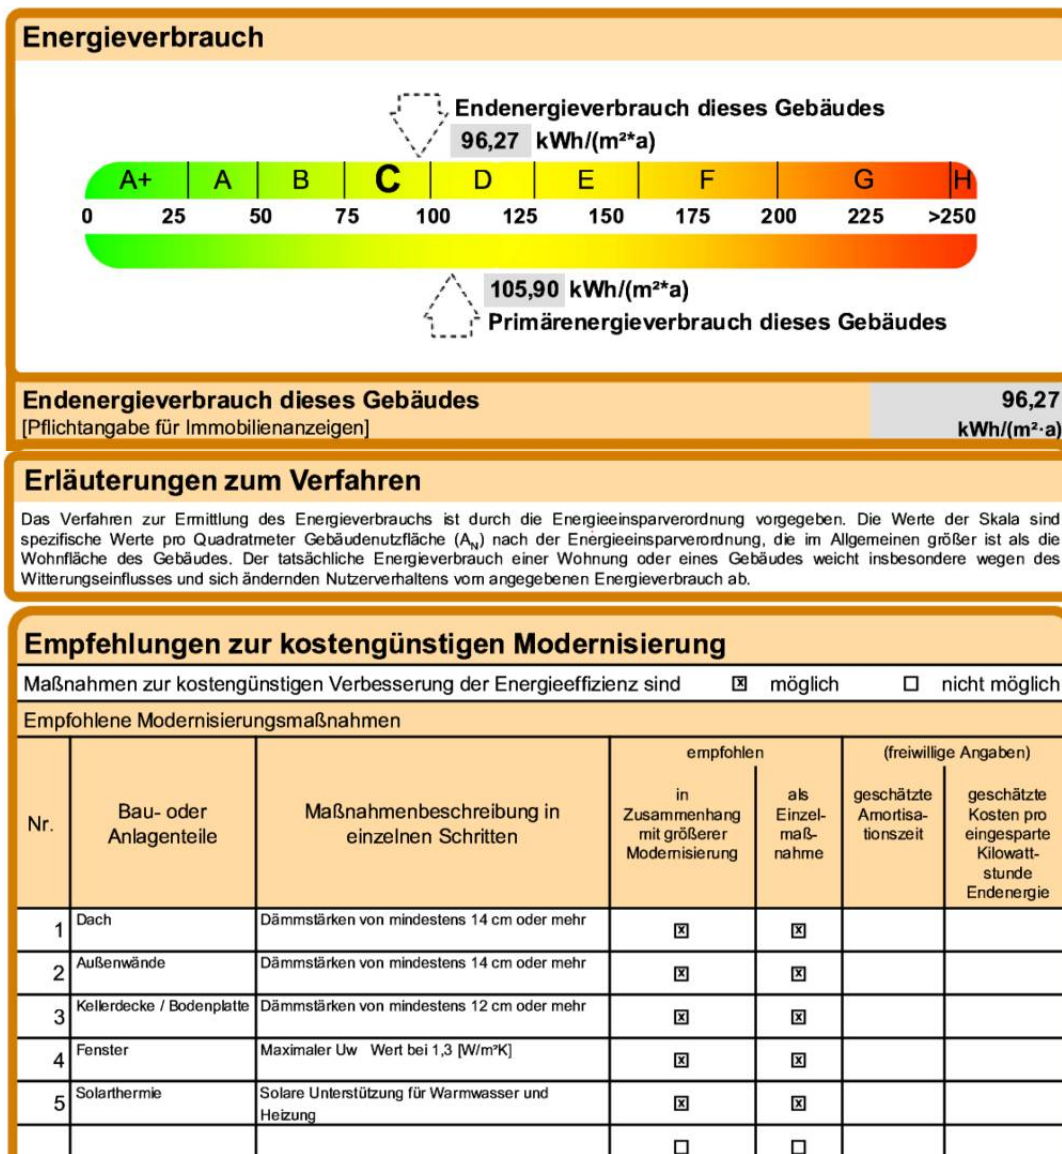 Energieverbrauch
Endenergieverbrauch dieses Gebäudes
96,27 kWh/(m²*a)
A+ A B C D E F G H
0 25 50 75 100 125 150 175 200 225 >250
105,90 kWh/(m²*a)
Primärenergieverbrauch dieses Gebäudes
Endenergieverbrauch dieses Gebäudes 96,27
[Pflichtangabe für Immobilienanzeigen] kWh/(m²·a)
Erläuterungen zum Verfahren
Das Verfahren zur Ermittlung des Energieverbrauchs ist durch die Energieeinsparverordnung vorgegeben. Die Werte der Skala sind
spezifische Werte pro Quadratmeter Gebäudenutzfläche (A_N) nach der Energieeinsparverordnung, die im Allgemeinen größer ist als die
Wohnfläche des Gebäudes. Der tatsächliche Energieverbrauch einer Wohnung oder eines Gebäudes weicht insbesondere wegen des
Witterungseinflusses und sich ändernden Nutzerverhaltens vom angegebenen Energieverbrauch ab.
Empfehlungen zur kostengünstigen Modernisierung
Maßnahmen zur kostengünstigen Verbesserung der Energieeffizienz sind ☒ möglich ☐ nicht möglich
Empfohlene Modernisierungsmaßnahmen
Nr.
Bau- oder
Anlagenteile
Maßnahmenbeschreibung in
einzelnen Schritten
empfohlen
in
Zusammenhang
mit größerer
Modernisierung
als
Einzel-
maß-
nahme
(freiwillige Angaben)
geschätzte
Amortisa-
tionszeit
geschätzte
Kosten pro
eingesparte
Kilowatt-
stunde
Endenergie
1 Dach Dämmstärken von mindestens 14 cm oder mehr ☒ ☒
2 Außenwände Dämmstärken von mindestens 14 cm oder mehr ☒ ☒
3 Kellerdecke / Bodenplatte Dämmstärken von mindestens 12 cm oder mehr ☒ ☒
4 Fenster Maximaler Uw Wert bei 1,3 [W/m²K] ☒ ☒
5 Solarthermie Solare Unterstützung für Warmwasser und
Heizung ☒ ☒
☐ ☐